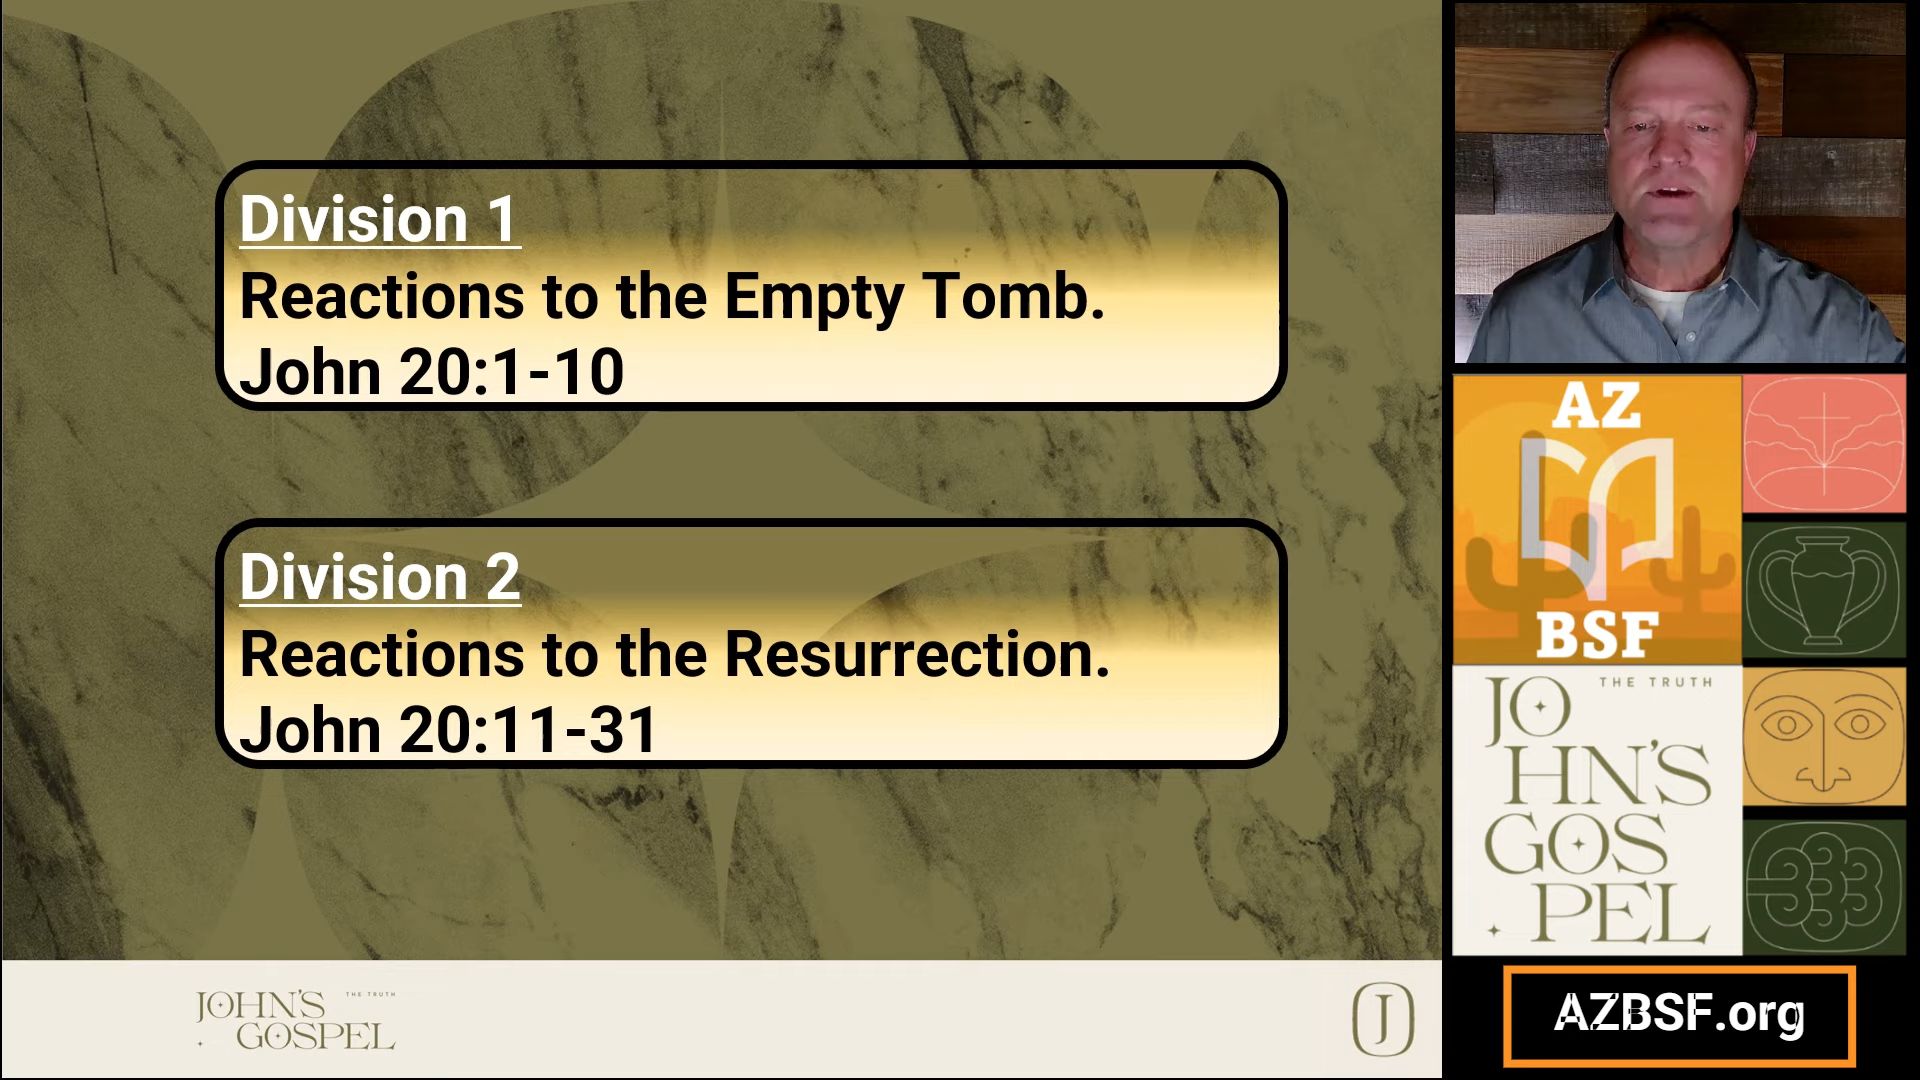 Division 1
Reactions to the Empty Tomb.
John 20:1-10
Division 2
Reactions to the Resurrection.
John 20:11-31
JOHN'S THE TRUTH
GOSPEL
J
AZ
BSF
THE TRUTH
JO
HN'S
GOS
PEL
AZBSF.org